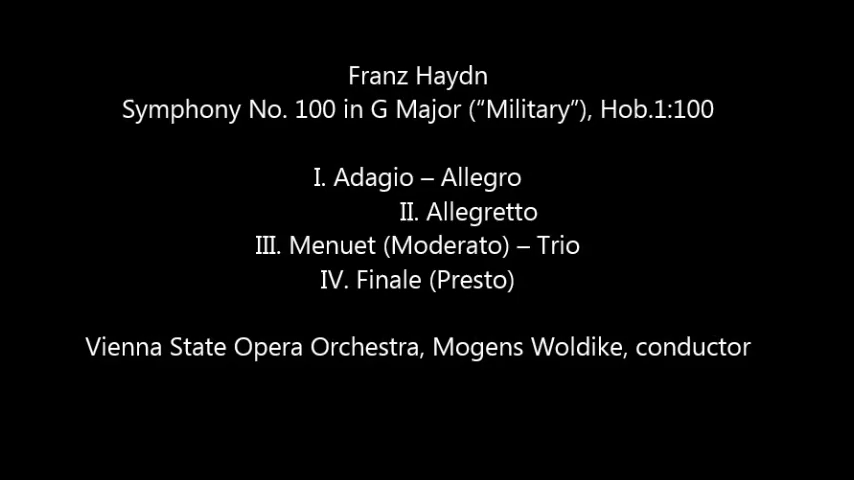 Franz Haydn
Symphony No. 100 in G Major (“Military”), Hob.1:100
I. Adagio – Allegro
II. Allegretto
III. Menuet (Moderato) – Trio
IV. Finale (Presto)
Vienna State Opera Orchestra, Mogens Woldike, conductor